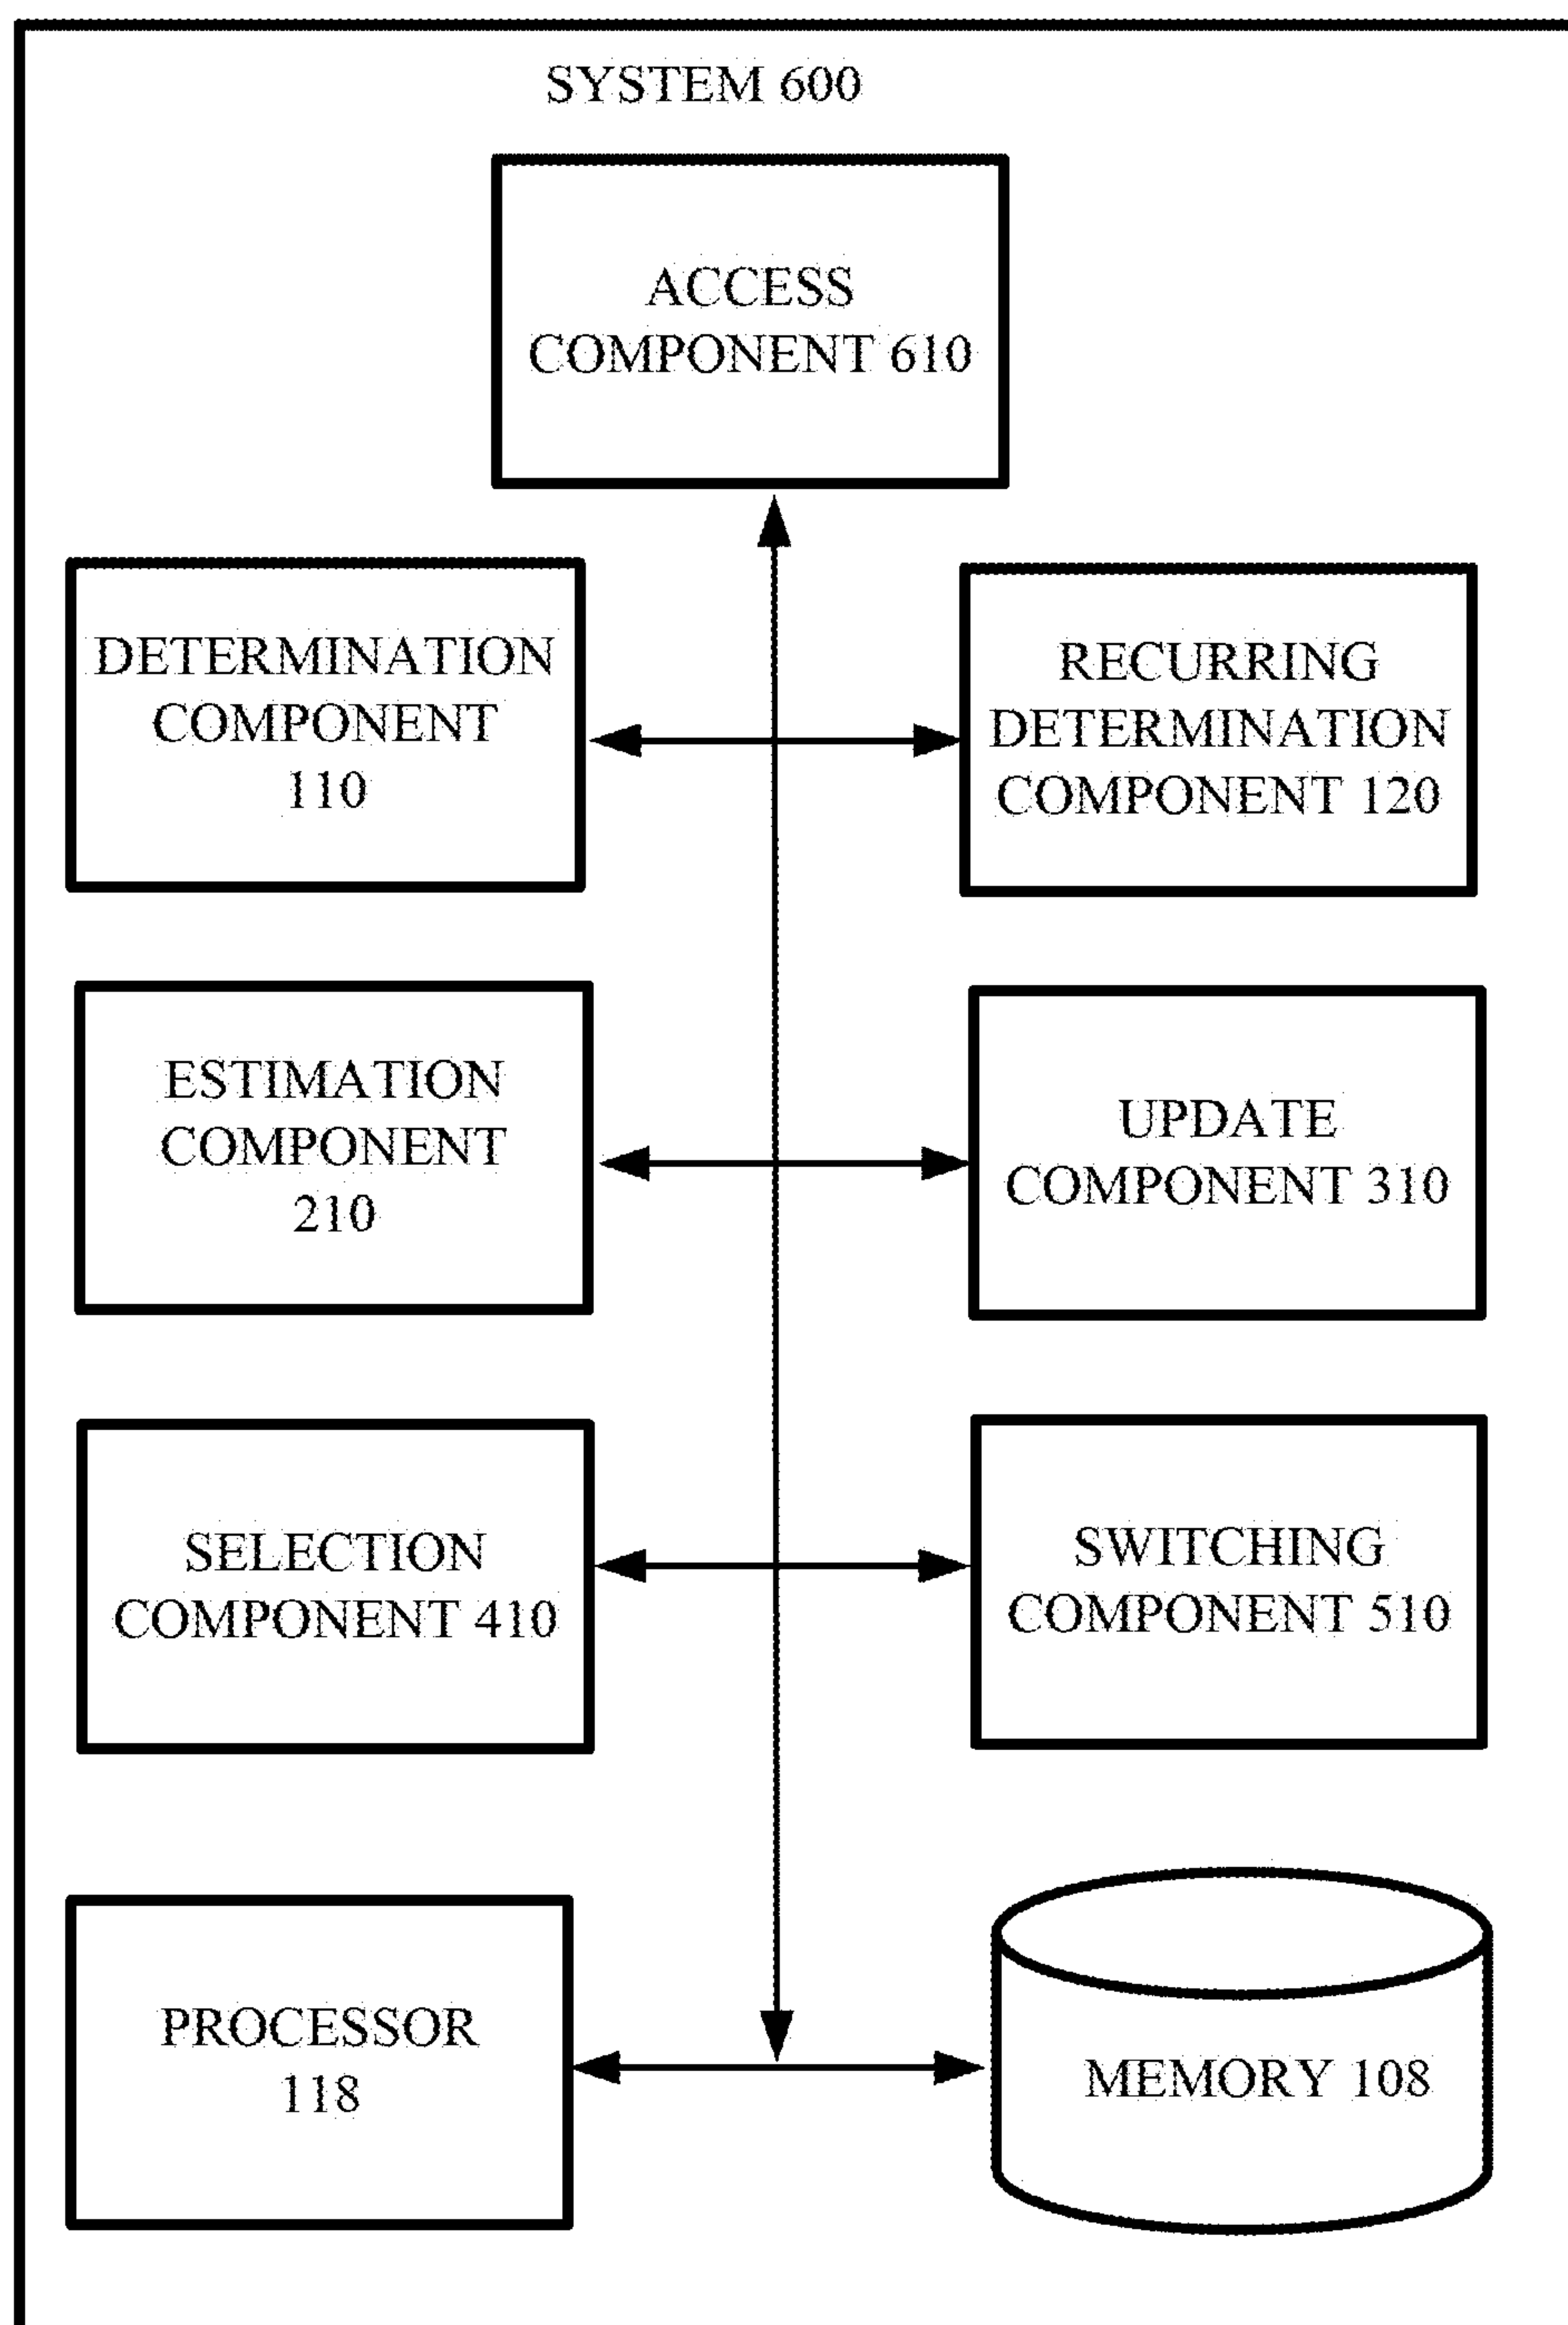 SYSTEM 600
ACCESS
COMPONENT 610
DETERMINATION
COMPONENT
110
RECURRING
DETERMINATION
COMPONENT 120
ESTIMATION
COMPONENT
210
UPDATE
COMPONENT 310
SELECTION
COMPONENT 410
SWITCHING
COMPONENT 510
PROCESSOR
118
MEMORY 108